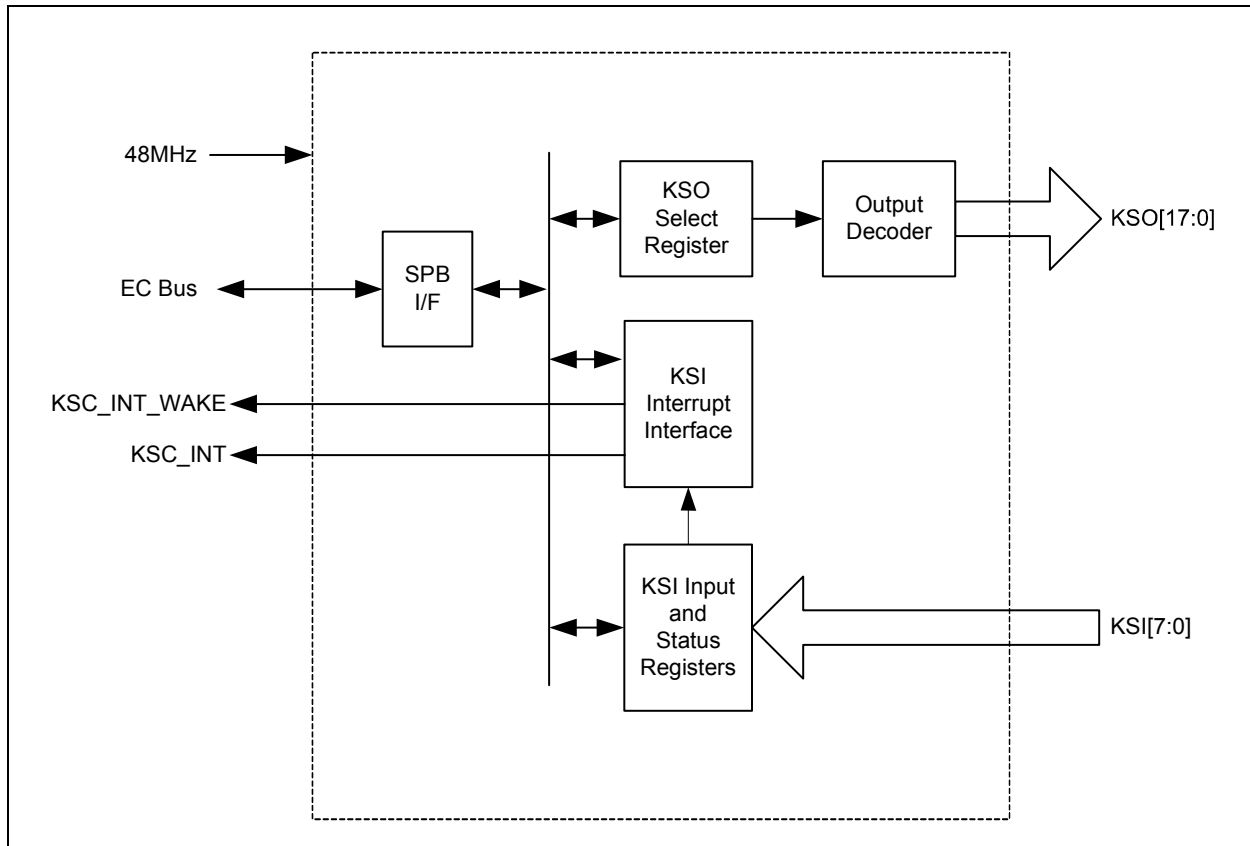 48MHz
KSO
Select
Register
Output
Decoder
KSO[17:0]
EC Bus
SPB
I/F
KSC_INT_WAKE
KSC_INT
KSI
Interrupt
Interface
KSI Input
and
Status
Registers
KSI[7:0]